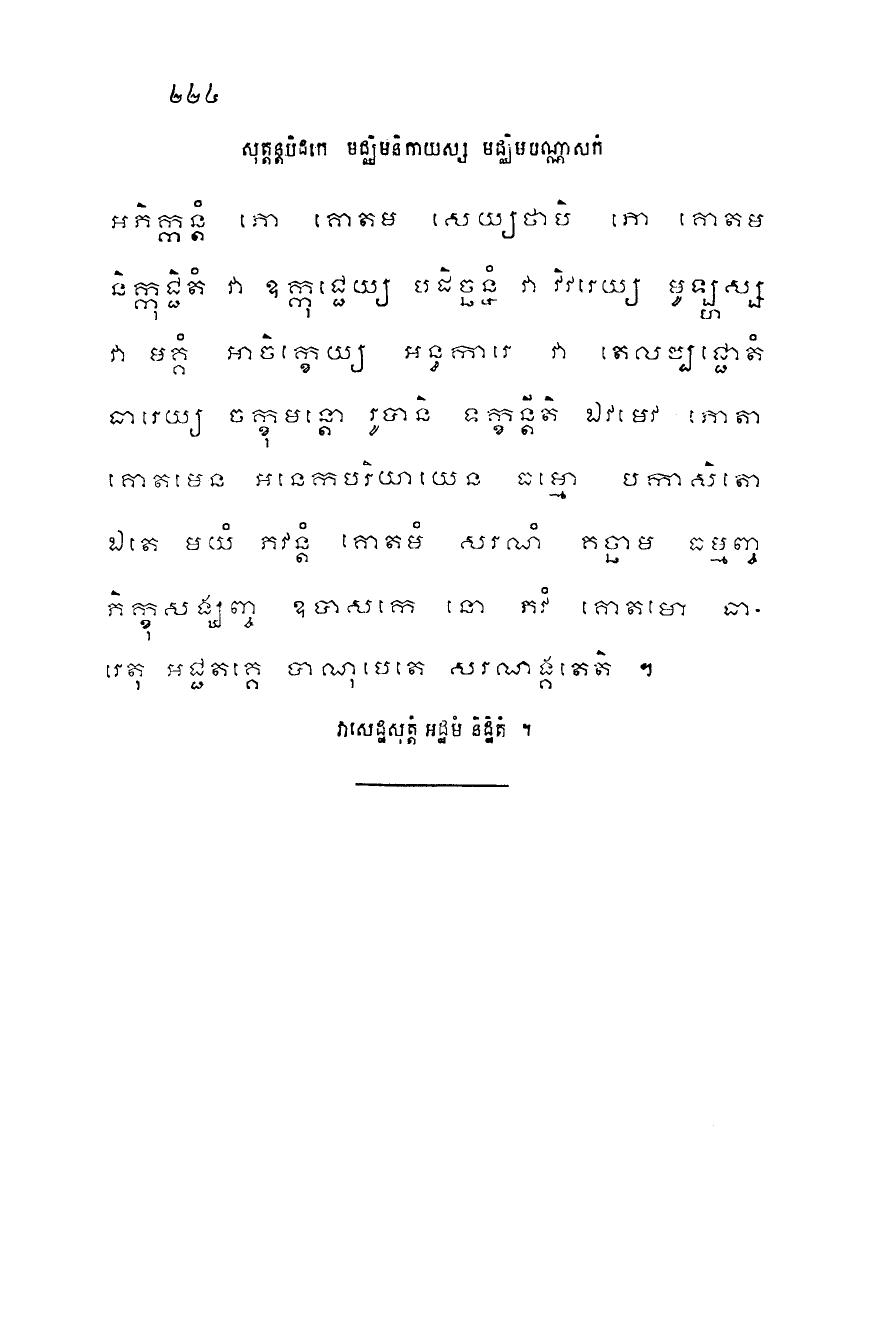 ២២៤
សុត្តន្តបិដកេ មជ្ឈិមនិកាយស្ស មជ្ឈិមបណ្ណាសកំ
អភិក្កន្តំ ភោ គោតម សេយ្យថាបិ ភោ គោតម
និក្កុជ្ជិតំ វា ឧក្កុជ្ជេយ្យ បដិច្ឆន្នំ វា វិវរេយ្យ មូឡ្ហស្ស
វា មគ្គំ អាចិក្ខេយ្យ អន្ធការេ វា តេលប្បជ្ជោតំ
ធារេយ្យ ចក្ខុមន្តោ រូបានិ ទក្ខន្តីតិ ឯវមេវ ភោតា
គោតមេន អនេកបរិយាយេន ធម្មោ បកាសិតោ
ឯតេ មយំ ភវន្តំ គោតមំ សរណំ គច្ឆាម ធម្មញ្ច
ភិក្ខុសង្ឃញ្ច ឧបាសកេ នោ ភវំ គោតមោ ធា-
រេតុ អជ្ជតគ្គេ បាណុបេតេ សរណង្គតេតិ ។
វាសេដ្ឋសុត្តំ អដ្ឋមំ និដ្ឋិតំ ។